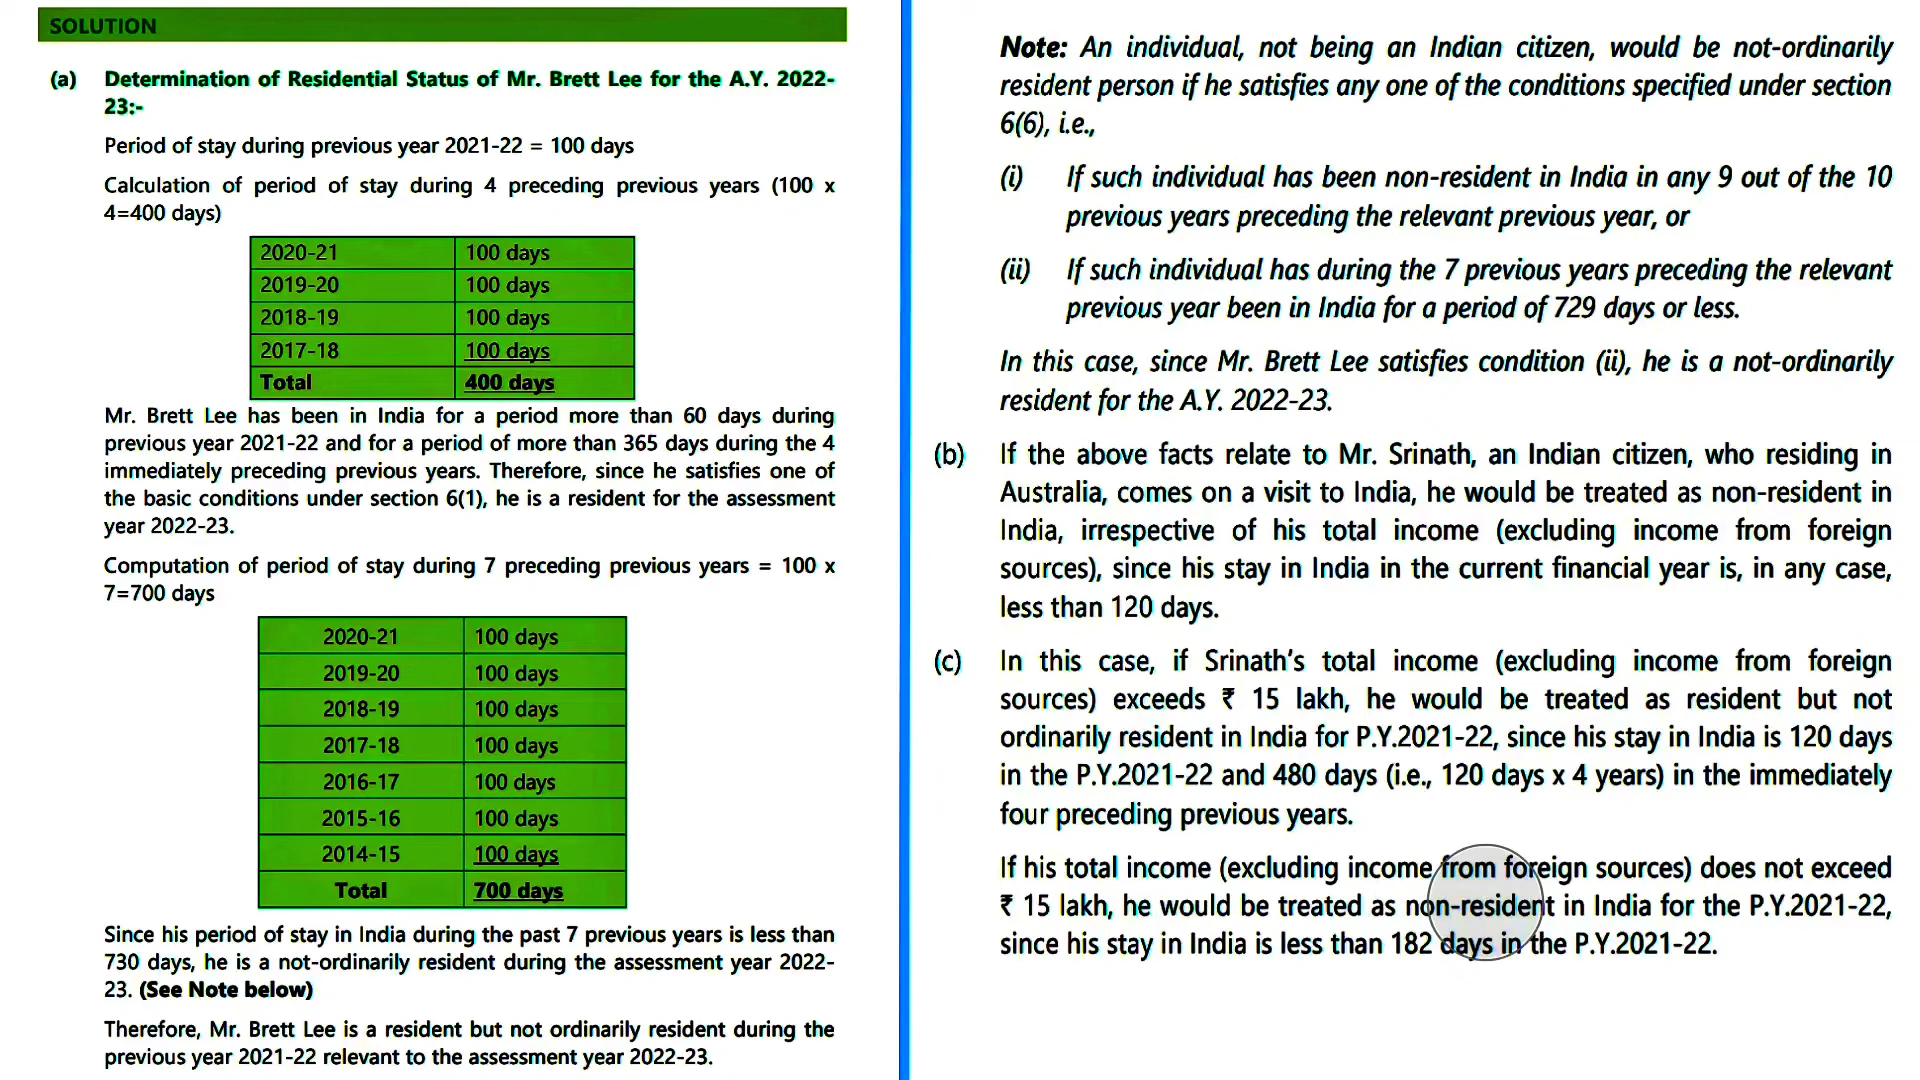 SOLUTION
(a) Determination of Residential Status of Mr. Brett Lee for the A.Y. 2022-
23:-
Period of stay during previous year 2021-22 = 100 days
Calculation of period of stay during 4 preceding previous years (100 x
4=400 days)
2020-21 100 days
2019-20 100 days
2018-19 100 days
2017-18 100 days
Total 400 days
Mr. Brett Lee has been in India for a period more than 60 days during
previous year 2021-22 and for a period of more than 365 days during the 4
immediately preceding previous years. Therefore, since he satisfies one of
the basic conditions under section 6(1), he is a resident for the assessment
year 2022-23.
Computation of period of stay during 7 preceding previous years = 100 x
7=700 days
2020-21 100 days
2019-20 100 days
2018-19 100 days
2017-18 100 days
2016-17 100 days
2015-16 100 days
2014-15 100 days
Total 700 days
Since his period of stay in India during the past 7 previous years is less than
730 days, he is a not-ordinarily resident during the assessment year 2022-
23. (See Note below)
Therefore, Mr. Brett Lee is a resident but not ordinarily resident during the
previous year 2021-22 relevant to the assessment year 2022-23.
Note: An individual, not being an Indian citizen, would be not-ordinarily
resident person if he satisfies any one of the conditions specified under section
6(6), i.e.,
(i) If such individual has been non-resident in India in any 9 out of the 10
previous years preceding the relevant previous year, or
(ii) If such individual has during the 7 previous years preceding the relevant
previous year been in India for a period of 729 days or less.
In this case, since Mr. Brett Lee satisfies condition (ii), he is a not-ordinarily
resident for the A.Y. 2022-23.
(b) If the above facts relate to Mr. Srinath, an Indian citizen, who residing in
Australia, comes on a visit to India, he would be treated as non-resident in
India, irrespective of his total income (excluding income from foreign
sources), since his stay in India in the current financial year is, in any case,
less than 120 days.
(c) In this case, if Srinath's total income (excluding income from foreign
sources) exceeds ₹ 15 lakh, he would be treated as resident but not
ordinarily resident in India for P.Y.2021-22, since his stay in India is 120 days
in the P.Y.2021-22 and 480 days (i.e., 120 days x 4 years) in the immediately
four preceding previous years.
If his total income (excluding income from foreign sources) does not exceed
₹ 15 lakh, he would be treated as non-resident in India for the P.Y.2021-22,
since his stay in India is less than 182 days in the P.Y.2021-22.